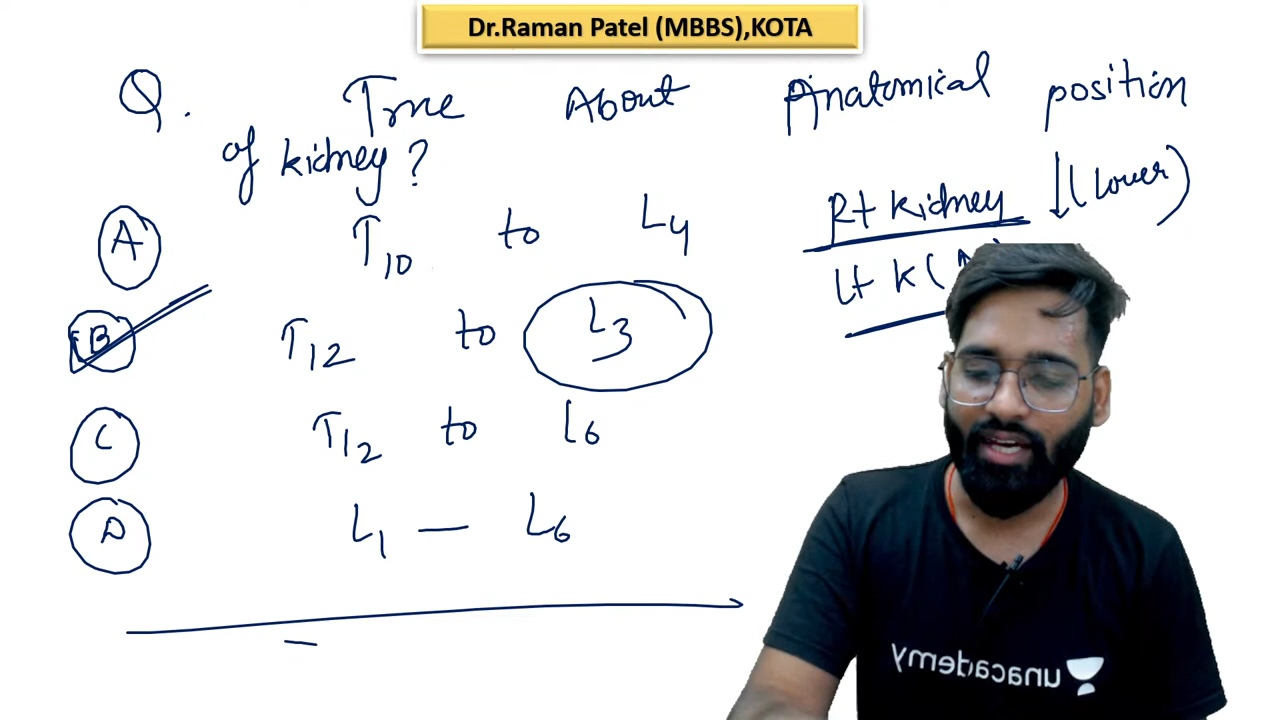 Dr.Raman Patel (MBBS),KOTA
Q. True About Anatomical position
of kidney?
Rt kidney ↓(lower)
Lt K(↑
A T10 to L4
B T12 to L3
C T12 to L6
D L1 — L6
unacademy